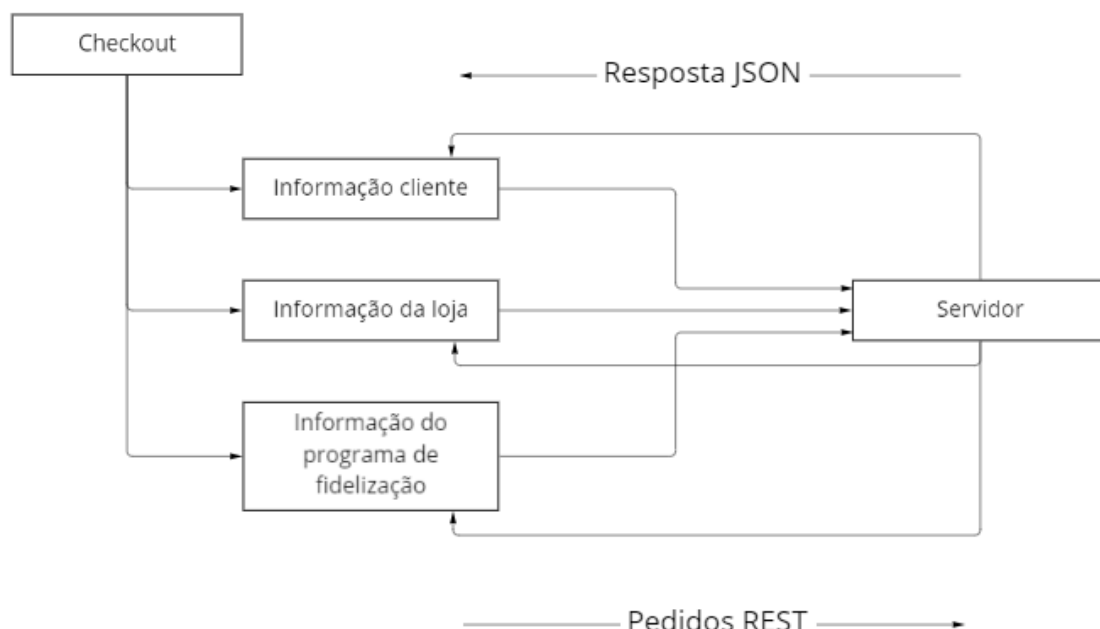 Checkout
Resposta JSON
Informação cliente
Informação da loja
Servidor
Informação do
programa de
fidelização
Pedidos REST